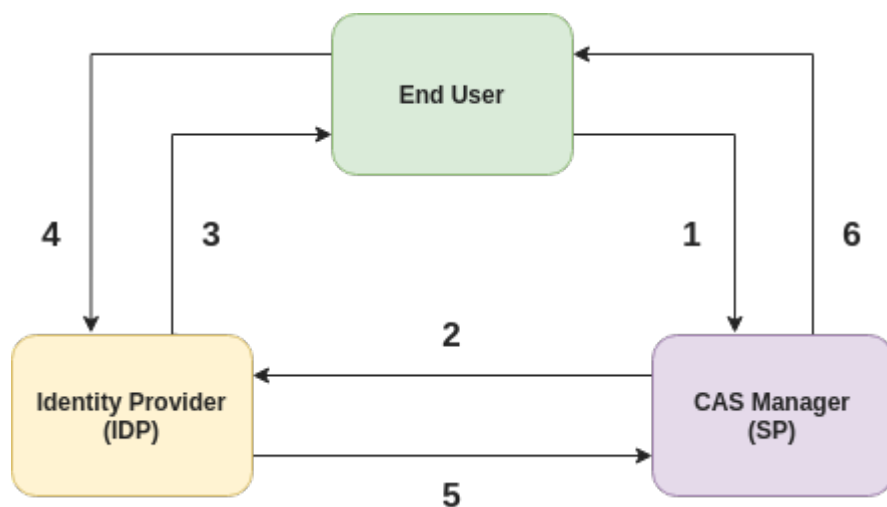 End User
4
3
1
6
2
Identity Provider
(IDP)
CAS Manager
(SP)
5